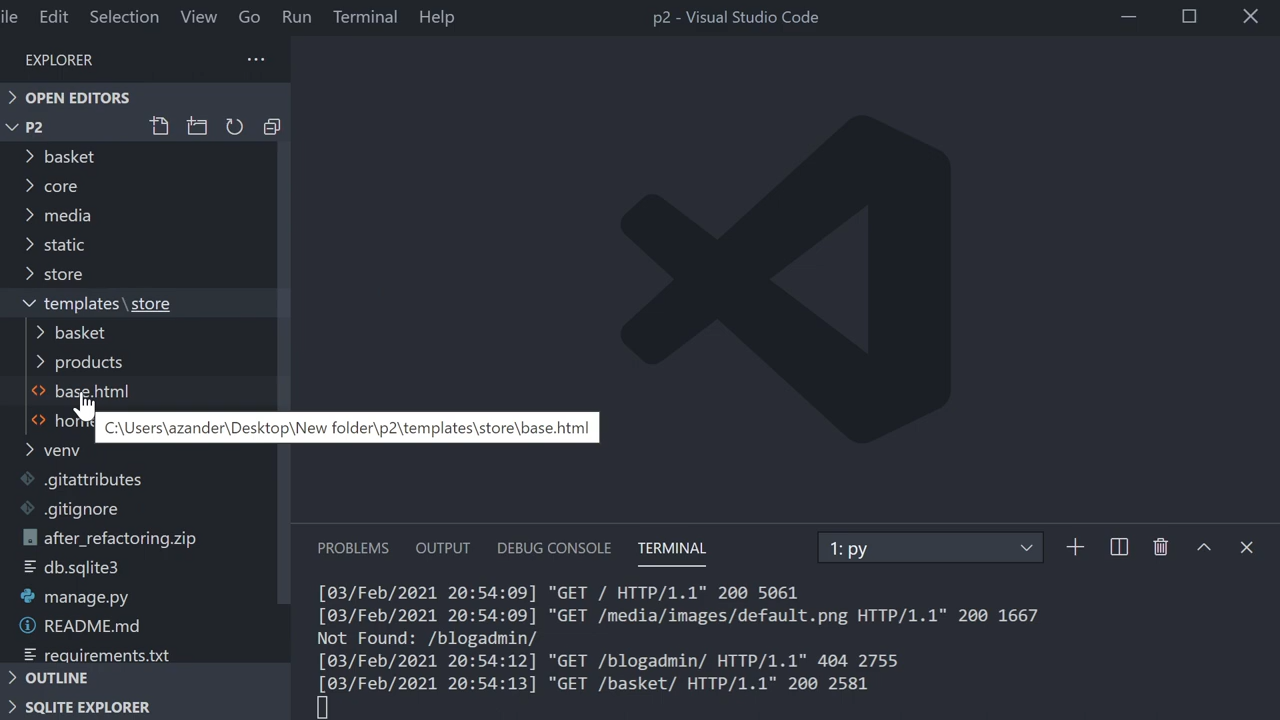 ile Edit Selection View Go Run Terminal Help p2 - Visual Studio Code
EXPLORER
OPEN EDITORS
P2
basket
core
media
static
store
templates\store
basket
products
base.html
home
C:\Users\azander\Desktop\New folder\p2\templates\store\base.html
venv
.gitattributes
.gitignore
after_refactoring.zip
db.sqlite3
manage.py
README.md
requirements.txt
OUTLINE
SQLITE EXPLORER
PROBLEMS OUTPUT DEBUG CONSOLE TERMINAL 1: py
[03/Feb/2021 20:54:09] "GET / HTTP/1.1" 200 5061
[03/Feb/2021 20:54:09] "GET /media/images/default.png HTTP/1.1" 200 1667
Not Found: /blogadmin/
[03/Feb/2021 20:54:12] "GET /blogadmin/ HTTP/1.1" 404 2755
[03/Feb/2021 20:54:13] "GET /basket/ HTTP/1.1" 200 2581